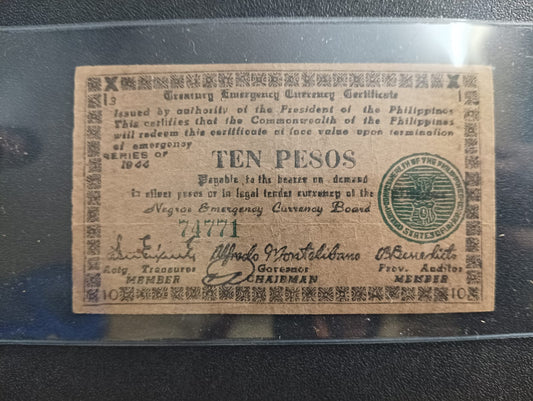 X X
Treasury Emergency Currency Certificate
Issued by authority of the President of the Philippines
This certifies that the Commonwealth of the Philippines
will redeem this certificate at face value upon termination
of emergency
SERIES OF
1944
TEN PESOS
Payable to the bearer on demand
in silver pesos or in legal tender currency of the
Negros Emergency Currency Board
74771
Alfredo Montelibano
Actg Treasurer Governor Prov. Auditor
MEMBER CHAIRMAN MEMBER
10 10